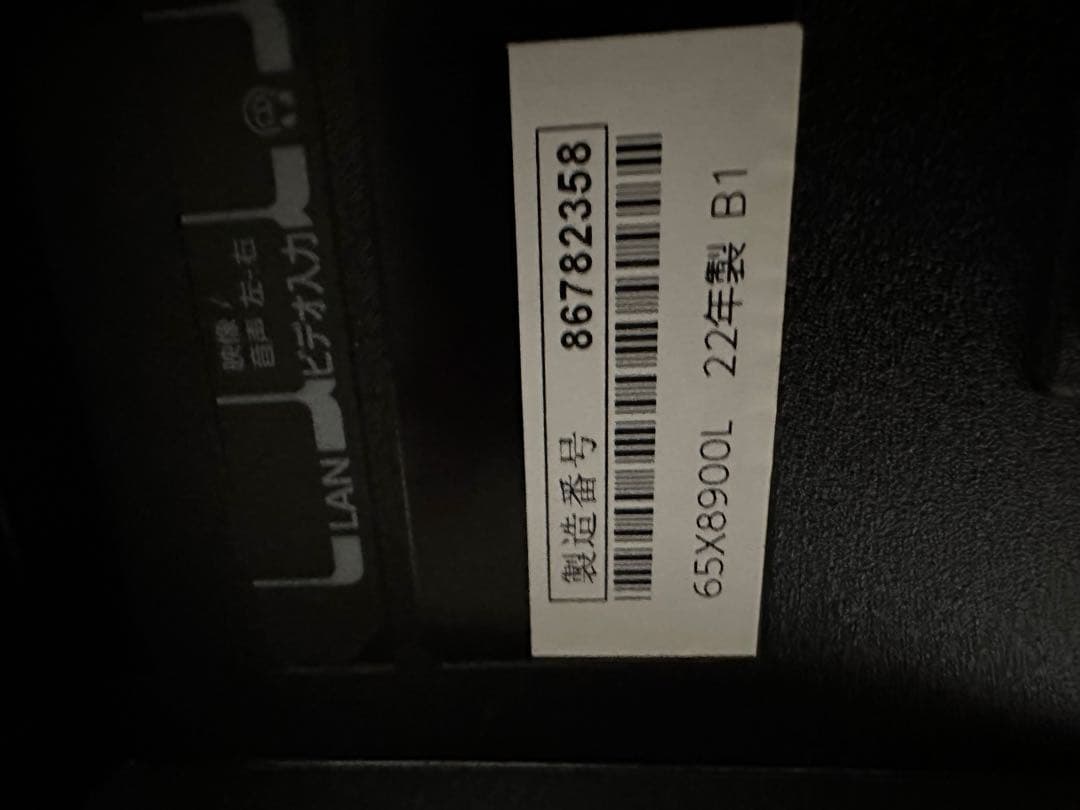 映像/
音声 左-右
ビデオ入力
LAN
製造番号 86782358
65X8900L 22年製 B1